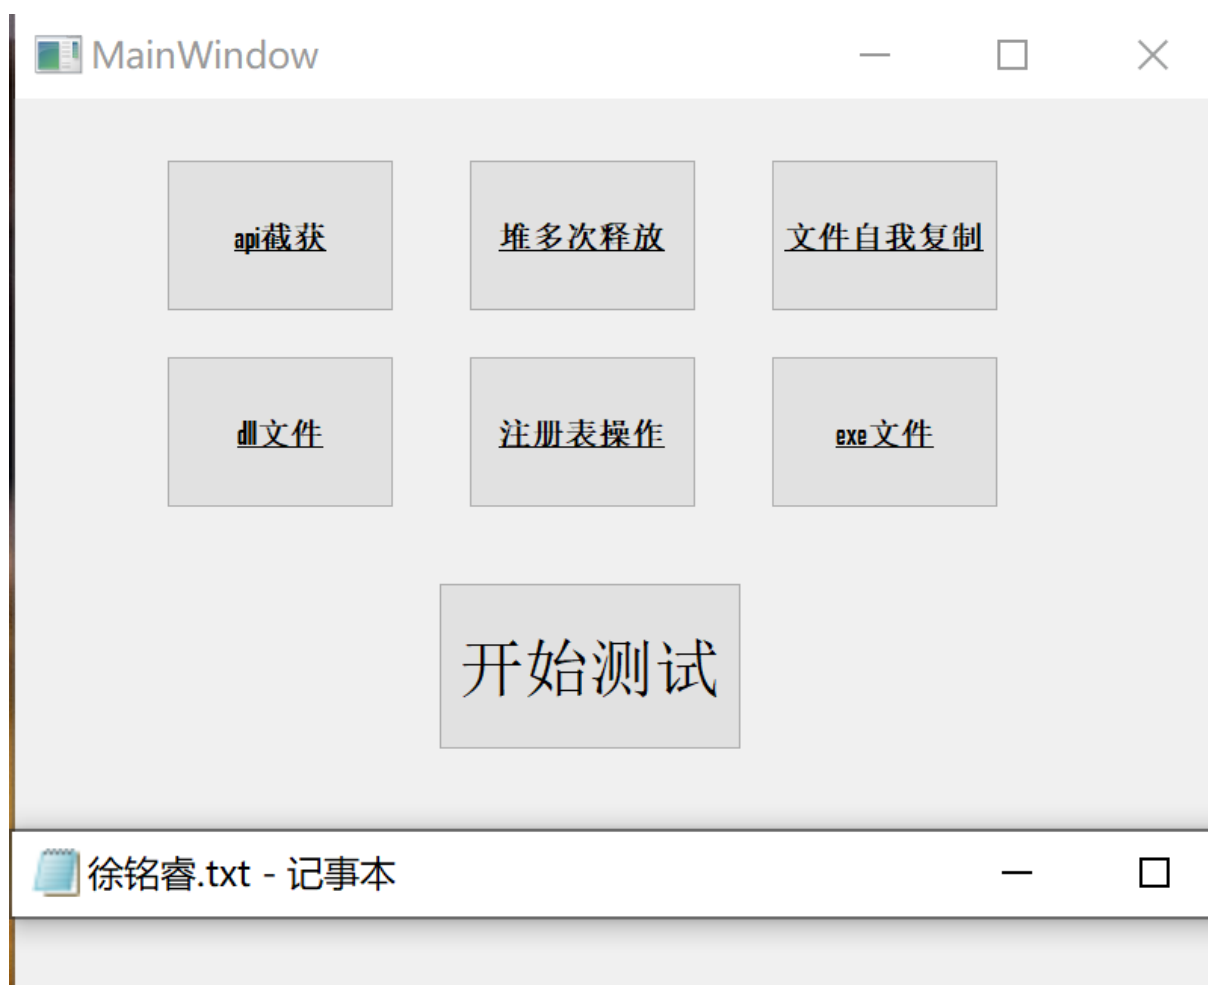 MainWindow
api截获 堆多次释放 文件自我复制
dll文件 注册表操作 exe文件
开始测试
徐铭睿.txt - 记事本